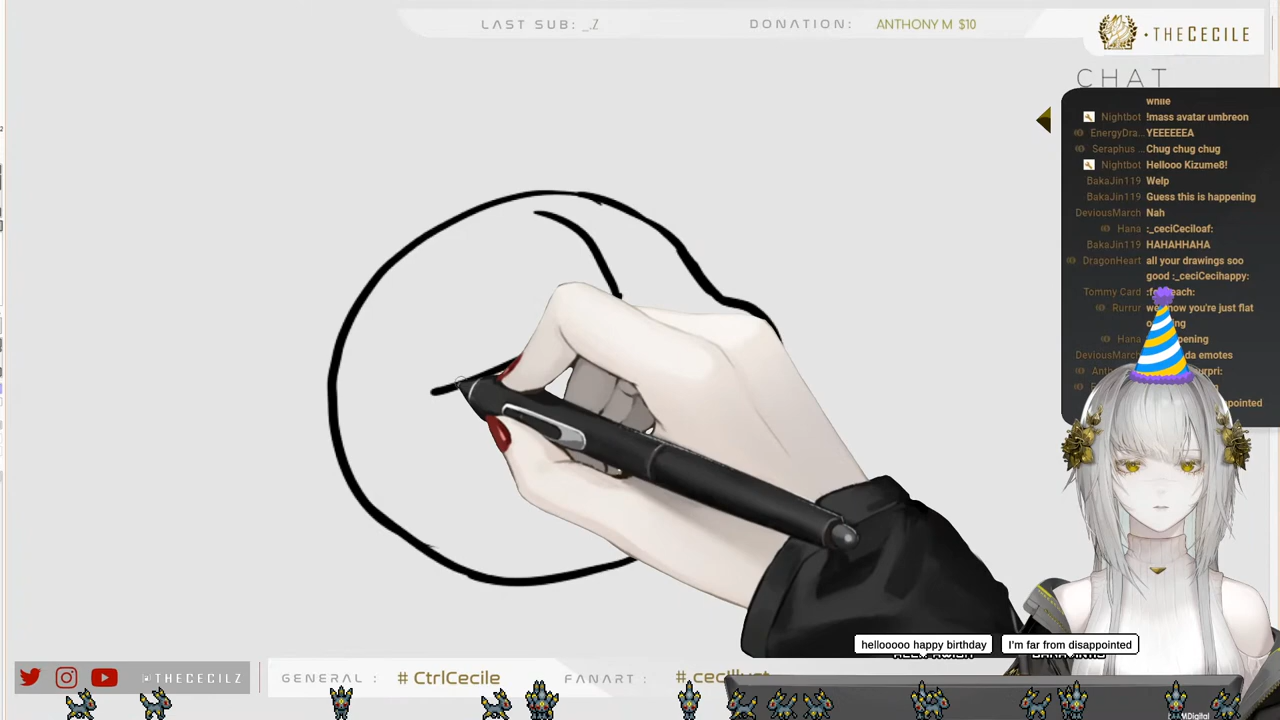 LAST SUB: _.Z
DONATION: ANTHONY M $10
·THECECILE
CHAT
while
Nightbot !mass avatar umbreon
EnergyDra... YEEEEEEA
Seraphus ... Chug chug chug
Nightbot Hellooo Kizume8!
BakaJin119 Welp
BakaJin119 Guess this is happening
DeviousMarch Nah
Hana :_ceciCeciloaf:
BakaJin119 HAHAHHAHA
DragonHeart all your drawings soo
good :_ceciCecihappy:
Tommy Card
Rurrur you're just flat
Hana
DeviousMarch emotes
hellooooo happy birthday
I'm far from disappointed
@THECECILZ
GENERAL : # CtrlCecile
FANART :